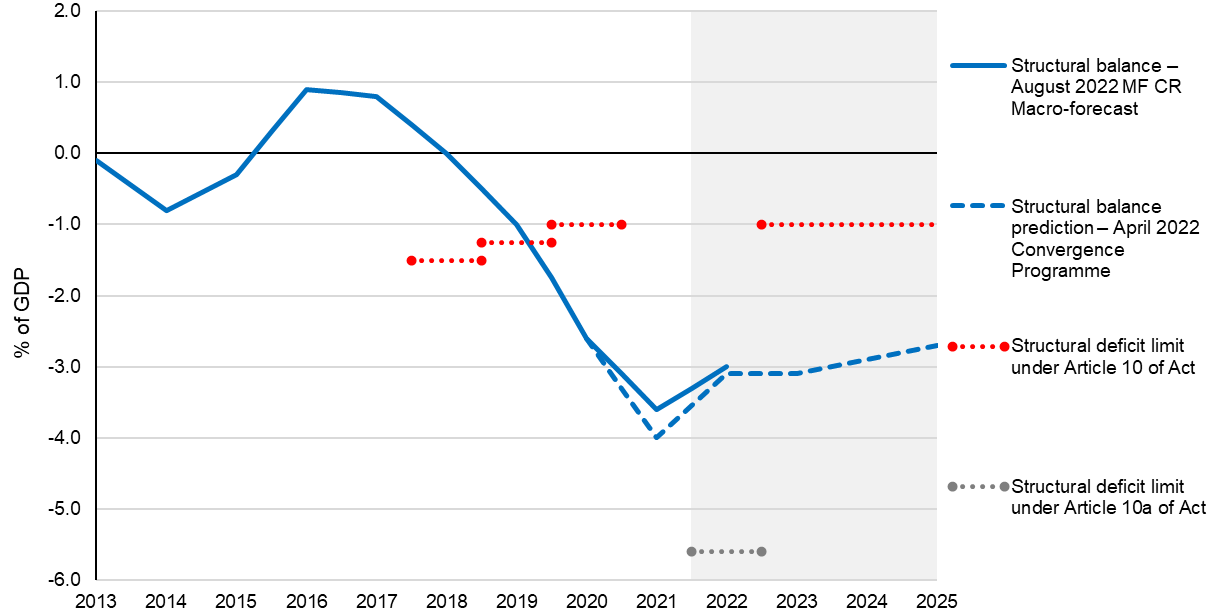 2.0
1.0
0.0
-1.0
-2.0
-3.0
-4.0
-5.0
-6.0
% of GDP
2013 2014 2015 2016 2017 2018 2019 2020 2021 2022 2023 2024 2025
Structural balance –
August 2022 MF CR
Macro-forecast
Structural balance
prediction – April 2022
Convergence
Programme
Structural deficit limit
under Article 10 of Act
Structural deficit limit
under Article 10a of Act